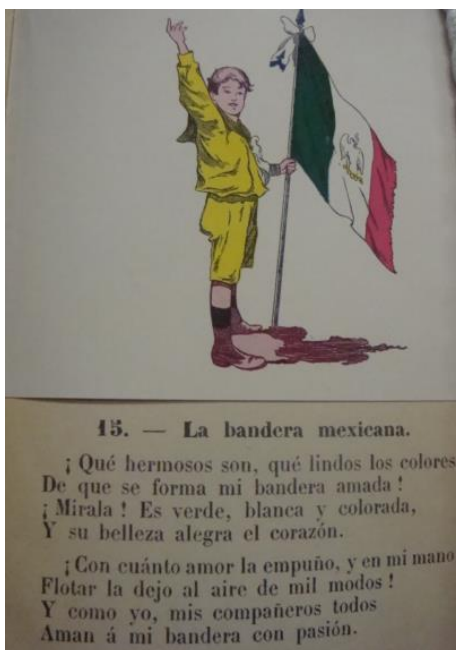 15. — La bandera mexicana.
¡ Qué hermosos son, qué lindos los colores
De que se forma mi bandera amada !
¡ Mirala ! Es verde, blanca y colorada,
Y su belleza alegra el corazón.
¡ Con cuánto amor la empuño, y en mi mano
Flotar la dejo al aire de mil modos !
Y como yo, mis compañeros todos
Aman á mi bandera con pasión.